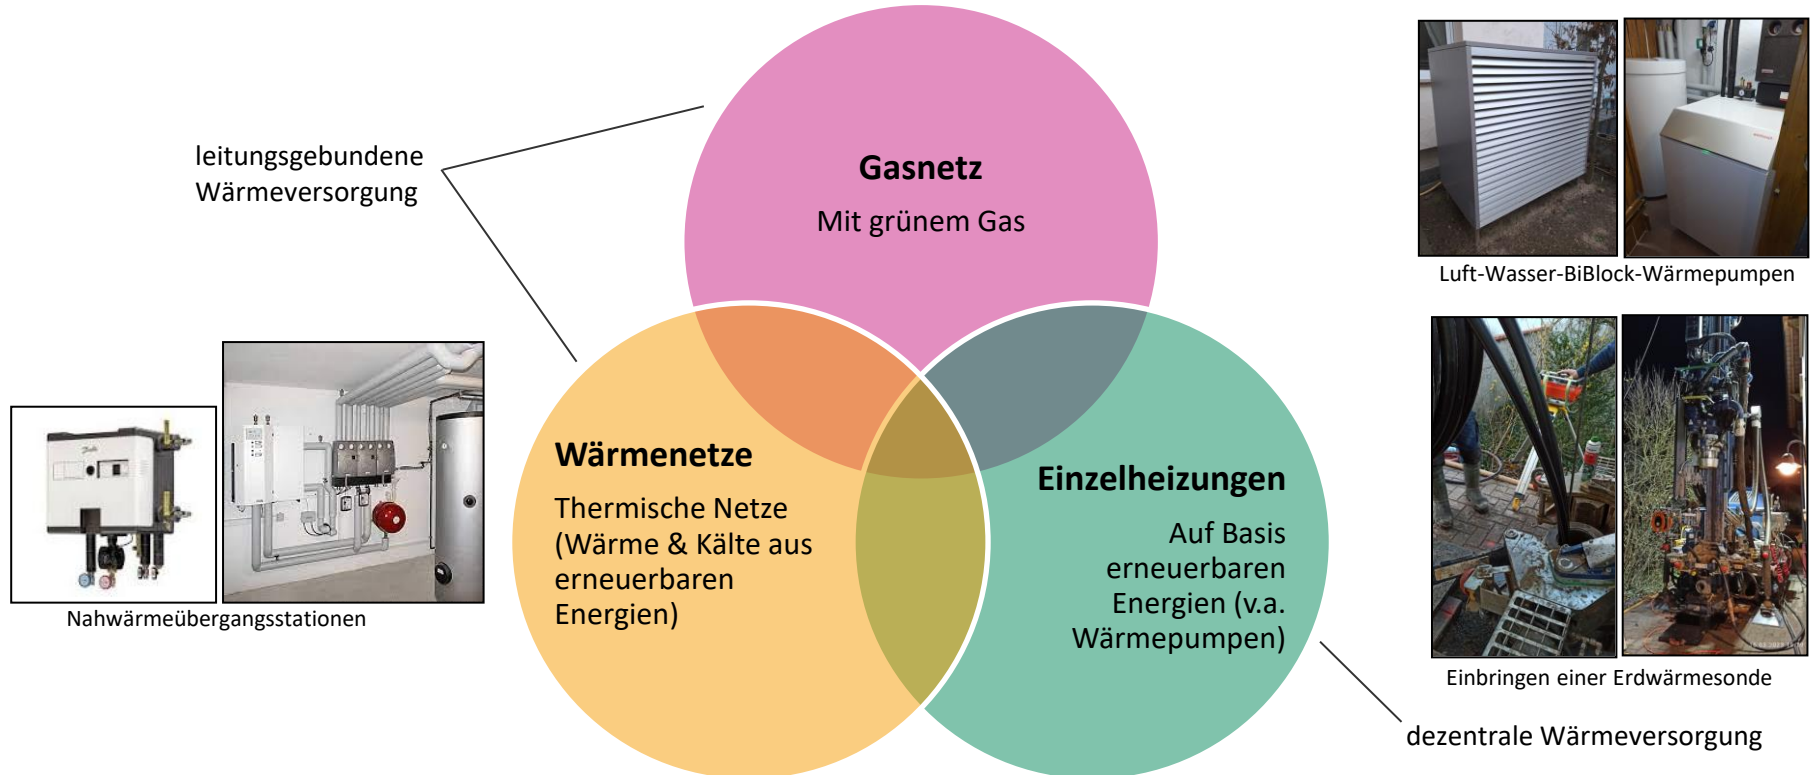 leitungsgebundene
Wärmeversorgung
Gasnetz
Mit grünem Gas
Luft-Wasser-BiBlock-Wärmepumpen
Wärmenetze
Thermische Netze
(Wärme & Kälte aus
erneuerbaren
Energien)
Einzelheizungen
Auf Basis
erneuerbaren
Energien (v.a.
Wärmepumpen)
Nahwärmeübergangsstationen
Einbringen einer Erdwärmesonde
dezentrale Wärmeversorgung